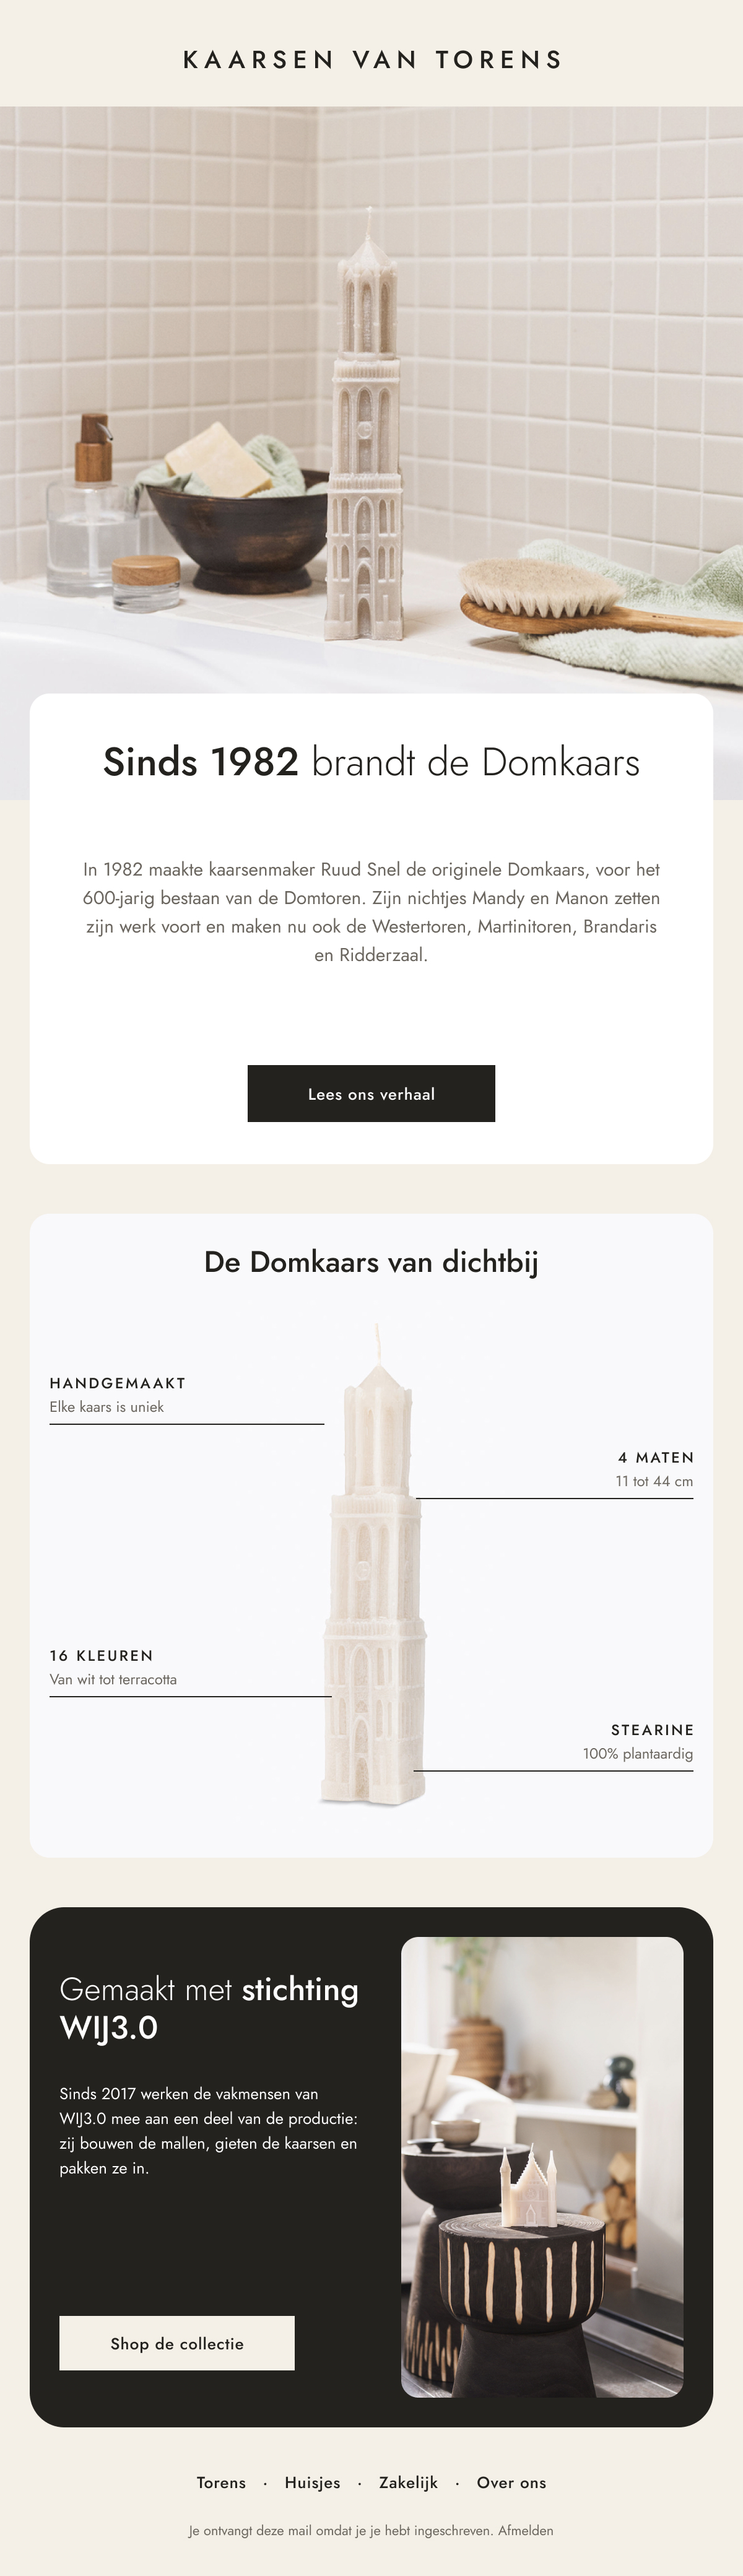 KAARSEN VAN TORENS
Sinds 1982 brandt de Domkaars
In 1982 maakte kaarsenmaker Ruud Snel de originele Domkaars, voor het
600-jarig bestaan van de Domtoren. Zijn nichtjes Mandy en Manon zetten
zijn werk voort en maken nu ook de Westertoren, Martinitoren, Brandaris
en Ridderzaal.
Lees ons verhaal
De Domkaars van dichtbij
HANDGEMAAKT
Elke kaars is uniek
4 MATEN
11 tot 44 cm
16 KLEUREN
Van wit tot terracotta
STEARINE
100% plantaardig
Gemaakt met stichting
WIJ3.0
Sinds 2017 werken de vakmensen van
WIJ3.0 mee aan een deel van de productie:
zij bouwen de mallen, gieten de kaarsen en
pakken ze in.
Shop de collectie
Torens · Huisjes · Zakelijk · Over ons
Je ontvangt deze mail omdat je je hebt ingeschreven. Afmelden